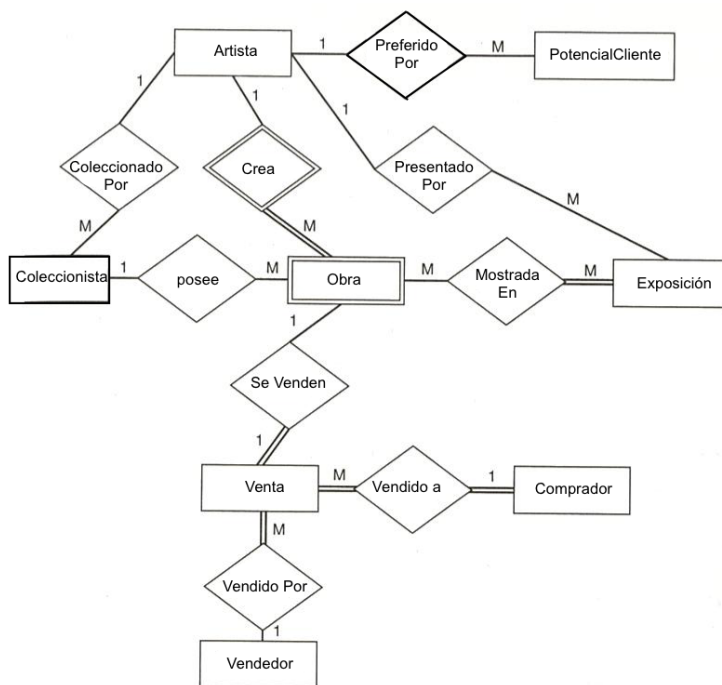 Artista
1
Preferido
Por
M
PotencialCliente
1
1
1
Coleccionado
Por
Crea
Presentado
Por
M
M
M
Coleccionista
1
posee
M
Obra
M
Mostrada
En
M
Exposición
1
Se Venden
1
Venta
M
Vendido a
1
Comprador
M
Vendido Por
1
Vendedor